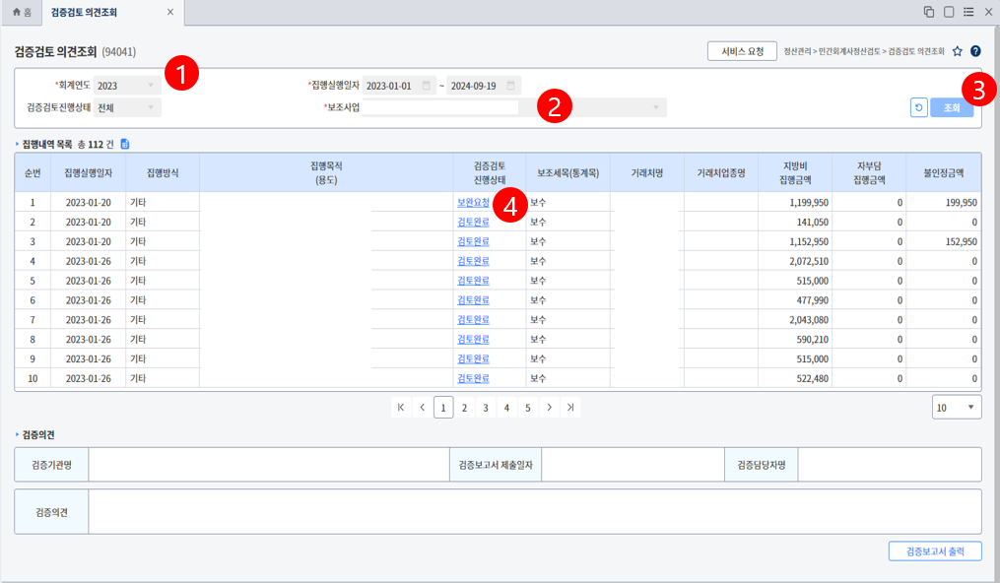 홈 검증검토 의견조회 ×
검증검토 의견조회 (94041) 서비스 요청 정산관리 > 민간회계사정산검토 > 검증검토 의견조회
*회계연도 2023 1 *집행실행일자 2023-01-01 ~ 2024-09-19 3
검증검토진행상태 전체 *보조사업 2 조회
집행내역 목록 총 112 건
순번 집행실행일자 집행방식 집행목적 (용도) 검증검토 진행상태 보조세목(통계목) 거래처명 거래처업종명 지방비 집행금액 자부담 집행금액 불인정금액
1 2023-01-20 기타 보완요청 4 보수 1,199,950 0 199,950
2 2023-01-20 기타 검토완료 보수 141,050 0 0
3 2023-01-20 기타 검토완료 보수 1,152,950 0 152,950
4 2023-01-26 기타 검토완료 보수 2,072,510 0 0
5 2023-01-26 기타 검토완료 보수 515,000 0 0
6 2023-01-26 기타 검토완료 보수 477,990 0 0
7 2023-01-26 기타 검토완료 보수 2,043,080 0 0
8 2023-01-26 기타 검토완료 보수 590,210 0 0
9 2023-01-26 기타 검토완료 보수 515,000 0 0
10 2023-01-26 기타 검토완료 보수 522,480 0 0
1 2 3 4 5 10
검증의견
검증기관명 검증보고서 제출일자 검증담당자명
검증의견
검증보고서 출력